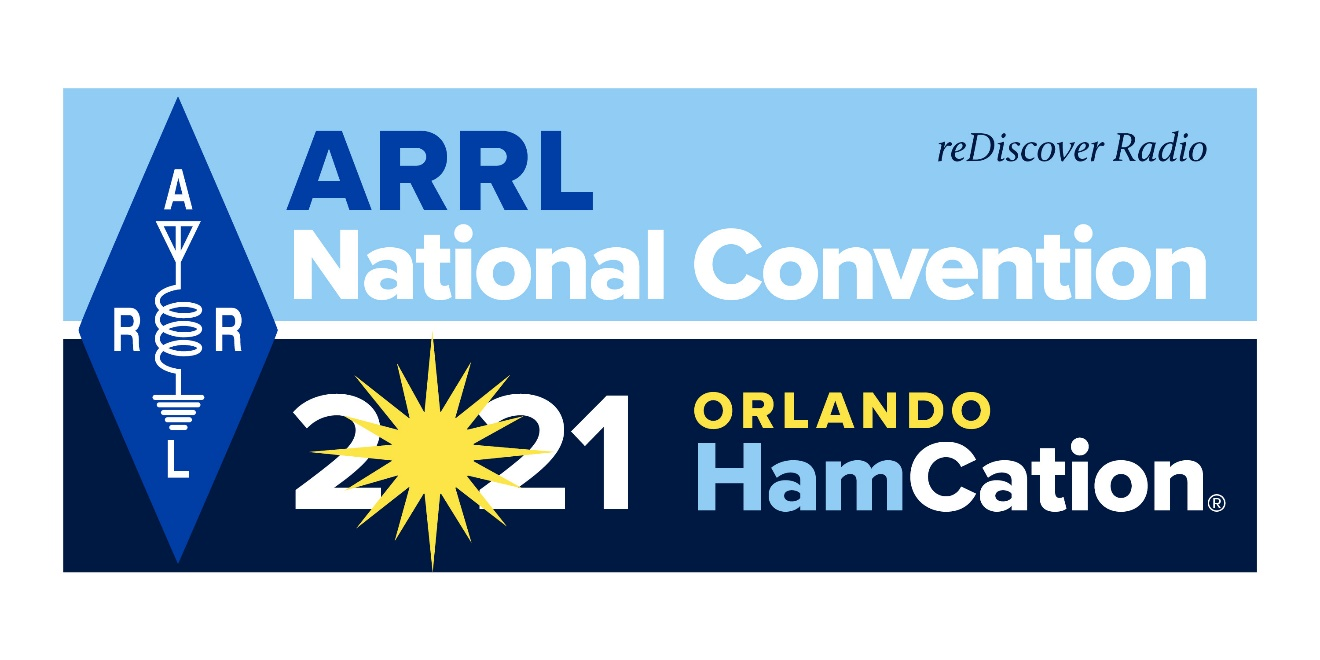 A
R R
L
ARRL
National Convention
reDiscover Radio
2021
ORLANDO
HamCation®